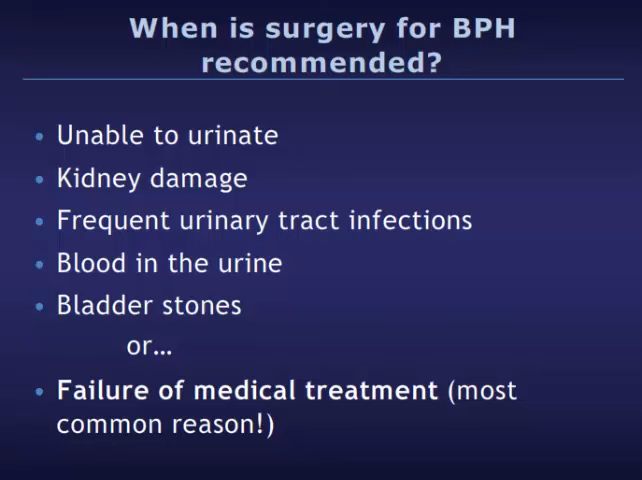 When is surgery for BPH
recommended?
• Unable to urinate
• Kidney damage
• Frequent urinary tract infections
• Blood in the urine
• Bladder stones
or…
• Failure of medical treatment (most
common reason!)